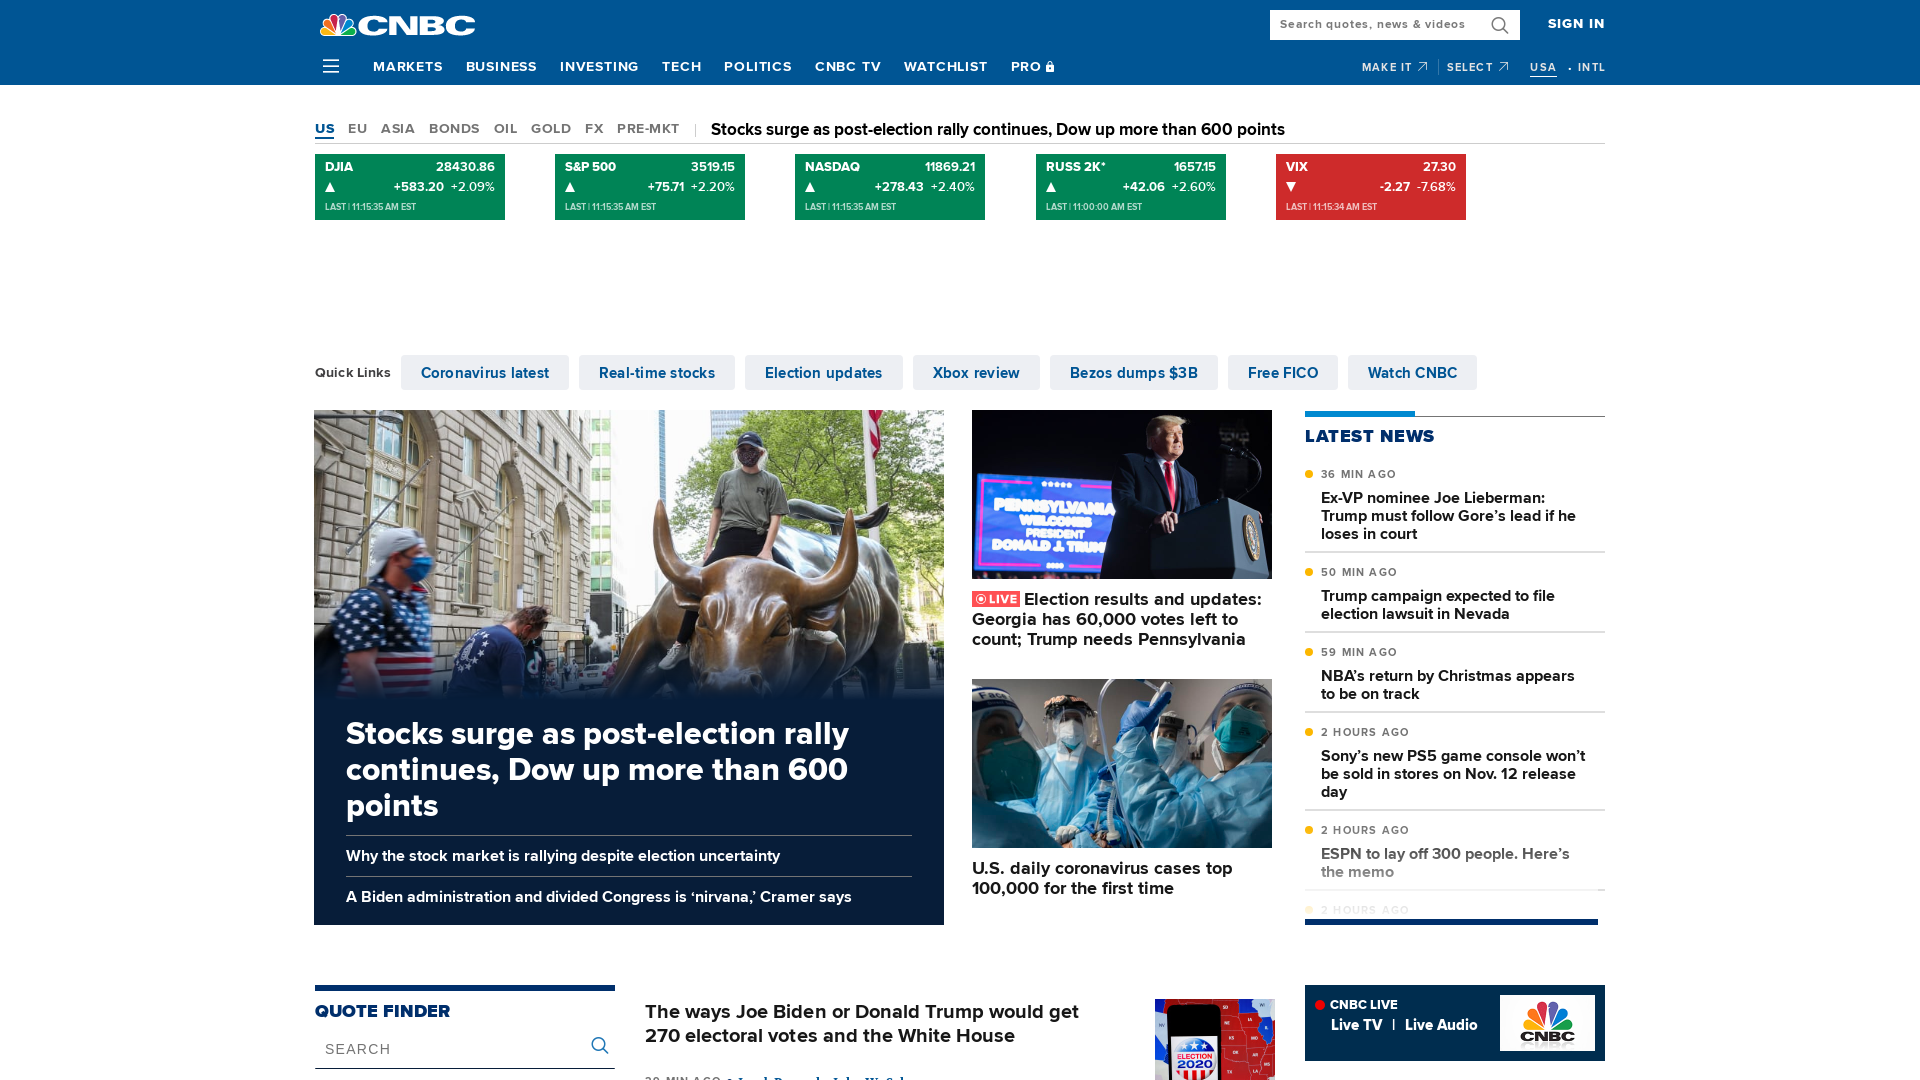 CNBC
Search quotes, news & videos
SIGN IN
MARKETS BUSINESS INVESTING TECH POLITICS CNBC TV WATCHLIST PRO
MAKE IT SELECT USA • INTL
US EU ASIA BONDS OIL GOLD FX PRE-MKT
Stocks surge as post-election rally continues, Dow up more than 600 points
DJIA 28430.86
+583.20 +2.09%
LAST | 11:15:35 AM EST
S&P 500 3519.15
+75.71 +2.20%
LAST | 11:15:35 AM EST
NASDAQ 11869.21
+278.43 +2.40%
LAST | 11:15:35 AM EST
RUSS 2K* 1657.15
+42.06 +2.60%
LAST | 11:00:00 AM EST
VIX 27.30
-2.27 -7.68%
LAST | 11:15:34 AM EST
Quick Links
Coronavirus latest
Real-time stocks
Election updates
Xbox review
Bezos dumps $3B
Free FICO
Watch CNBC
Stocks surge as post-election rally
continues, Dow up more than 600
points
Why the stock market is rallying despite election uncertainty
A Biden administration and divided Congress is ‘nirvana,’ Cramer says
PENNSYLVANIA
WELCOMES
PRESIDENT
DONALD J. TRUM
LIVE Election results and updates:
Georgia has 60,000 votes left to
count; Trump needs Pennsylvania
Face
U.S. daily coronavirus cases top
100,000 for the first time
LATEST NEWS
36 MIN AGO
Ex-VP nominee Joe Lieberman:
Trump must follow Gore’s lead if he
loses in court
50 MIN AGO
Trump campaign expected to file
election lawsuit in Nevada
59 MIN AGO
NBA’s return by Christmas appears
to be on track
2 HOURS AGO
Sony’s new PS5 game console won’t
be sold in stores on Nov. 12 release
day
2 HOURS AGO
ESPN to lay off 300 people. Here’s
the memo
2 HOURS AGO
QUOTE FINDER
SEARCH
The ways Joe Biden or Donald Trump would get
270 electoral votes and the White House
ELECTION
2020
CNBC LIVE
Live TV | Live Audio
CNBC